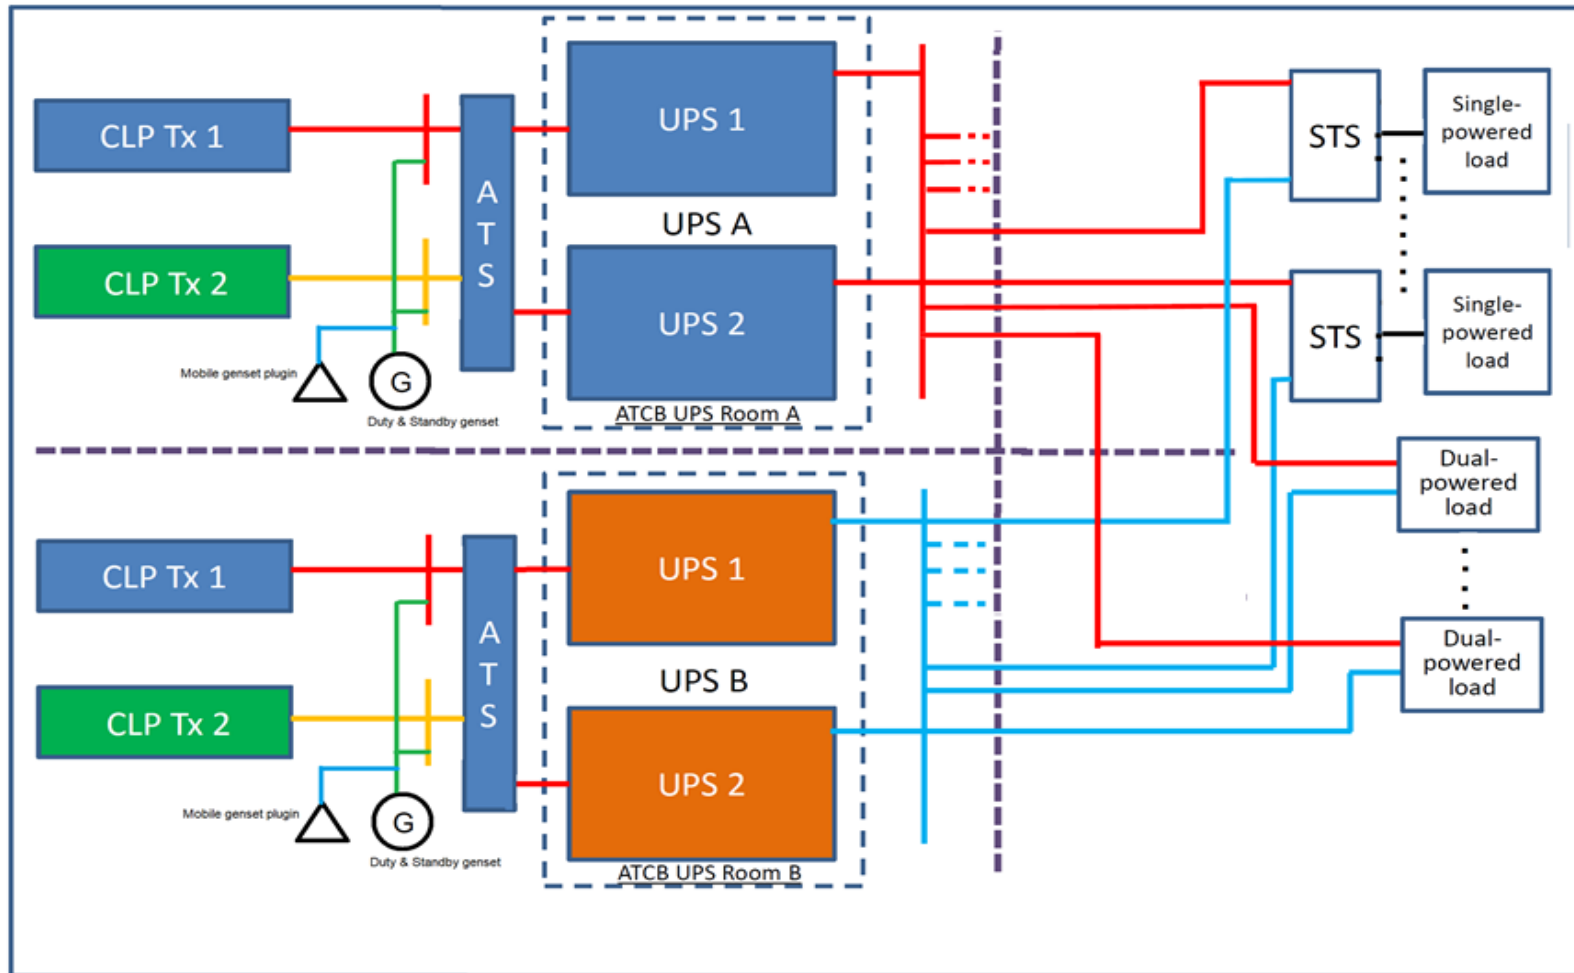 CLP Tx 1
CLP Tx 2
Mobile genset plugin
G
Duty & Standby genset
A
T
S
UPS 1
UPS A
UPS 2
ATCB UPS Room A
STS
Single-
powered
load
STS
Single-
powered
load
Dual-
powered
load
Dual-
powered
load
CLP Tx 1
CLP Tx 2
Mobile genset plugin
G
Duty & Standby genset
A
T
S
UPS 1
UPS B
UPS 2
ATCB UPS Room B